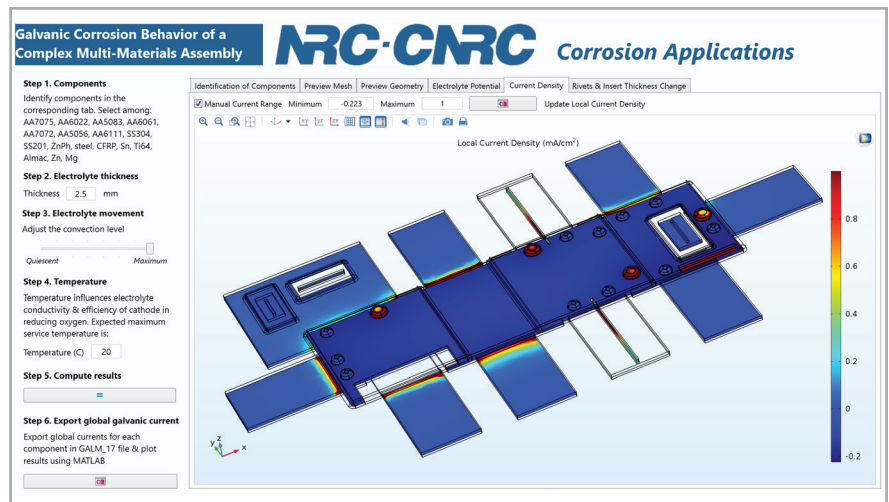 Galvanic Corrosion Behavior of a
Complex Multi-Materials Assembly
NRC·CNRC
Corrosion Applications
Step 1. Components
Identify components in the
corresponding tab. Select among:
AA7075, AA6022, AA5083, AA6061,
AA7072, AA5056, AA6111, SS304,
SS201, ZnPh, steel, CFRP, Sn, Ti64,
Almac, Zn, Mg
Step 2. Electrolyte thickness
Thickness 2.5 mm
Step 3. Electrolyte movement
Adjust the convection level
Quiescent Maximum
Step 4. Temperature
Temperature influences electrolyte
conductivity & efficiency of cathode in
reducing oxygen. Expected maximum
service temperature is:
Temperature (C) 20
Step 5. Compute results
=
Step 6. Export global galvanic current
Export global currents for each
component in GALM_17 file & plot
results using MATLAB
Identification of Components Preview Mesh Preview Geometry Electrolyte Potential Current Density Rivets & Insert Thickness Change
Manual Current Range Minimum -0.223 Maximum 1 Update Local Current Density
xy yz xz
Local Current Density (mA/cm²)
0.8
0.6
0.4
0.2
0
-0.2
y z x